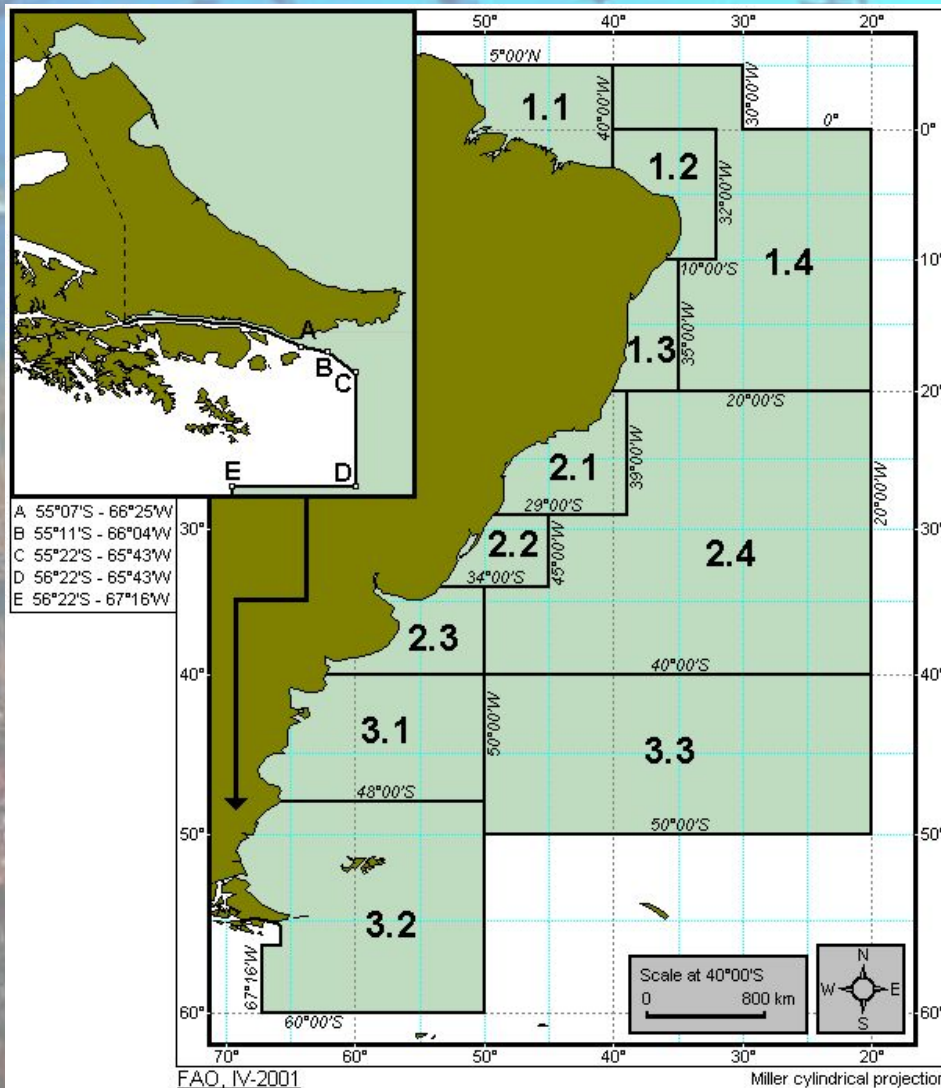 50° 40° 30° 20°
5°00'N
1.1
40°00'W
30°00'W
0°
0°
1.2
32°00'W
10°00'S
10°
1.4
1.3
35°00'W
A
B
C
D
E
20°00'S
20°
2.1
39°00'W
20°00'W
29°00'S
A 55°07'S - 66°25'W
B 55°11'S - 66°04'W
C 55°22'S - 65°43'W
D 56°22'S - 65°43'W
E 56°22'S - 67°16'W
30°
30°
2.2
45°00'W
34°00'S
2.4
2.3
40°
40°00'S
40°
3.1
50°00'W
3.3
48°00'S
50°
50°00'S
50°
3.2
67°16'W
60°
60°00'S
60°
Scale at 40°00'S
0 800 km
N
W E
S
70° 60° 50° 40° 30° 20°
FAO, IV-2001
Miller cylindrical projection